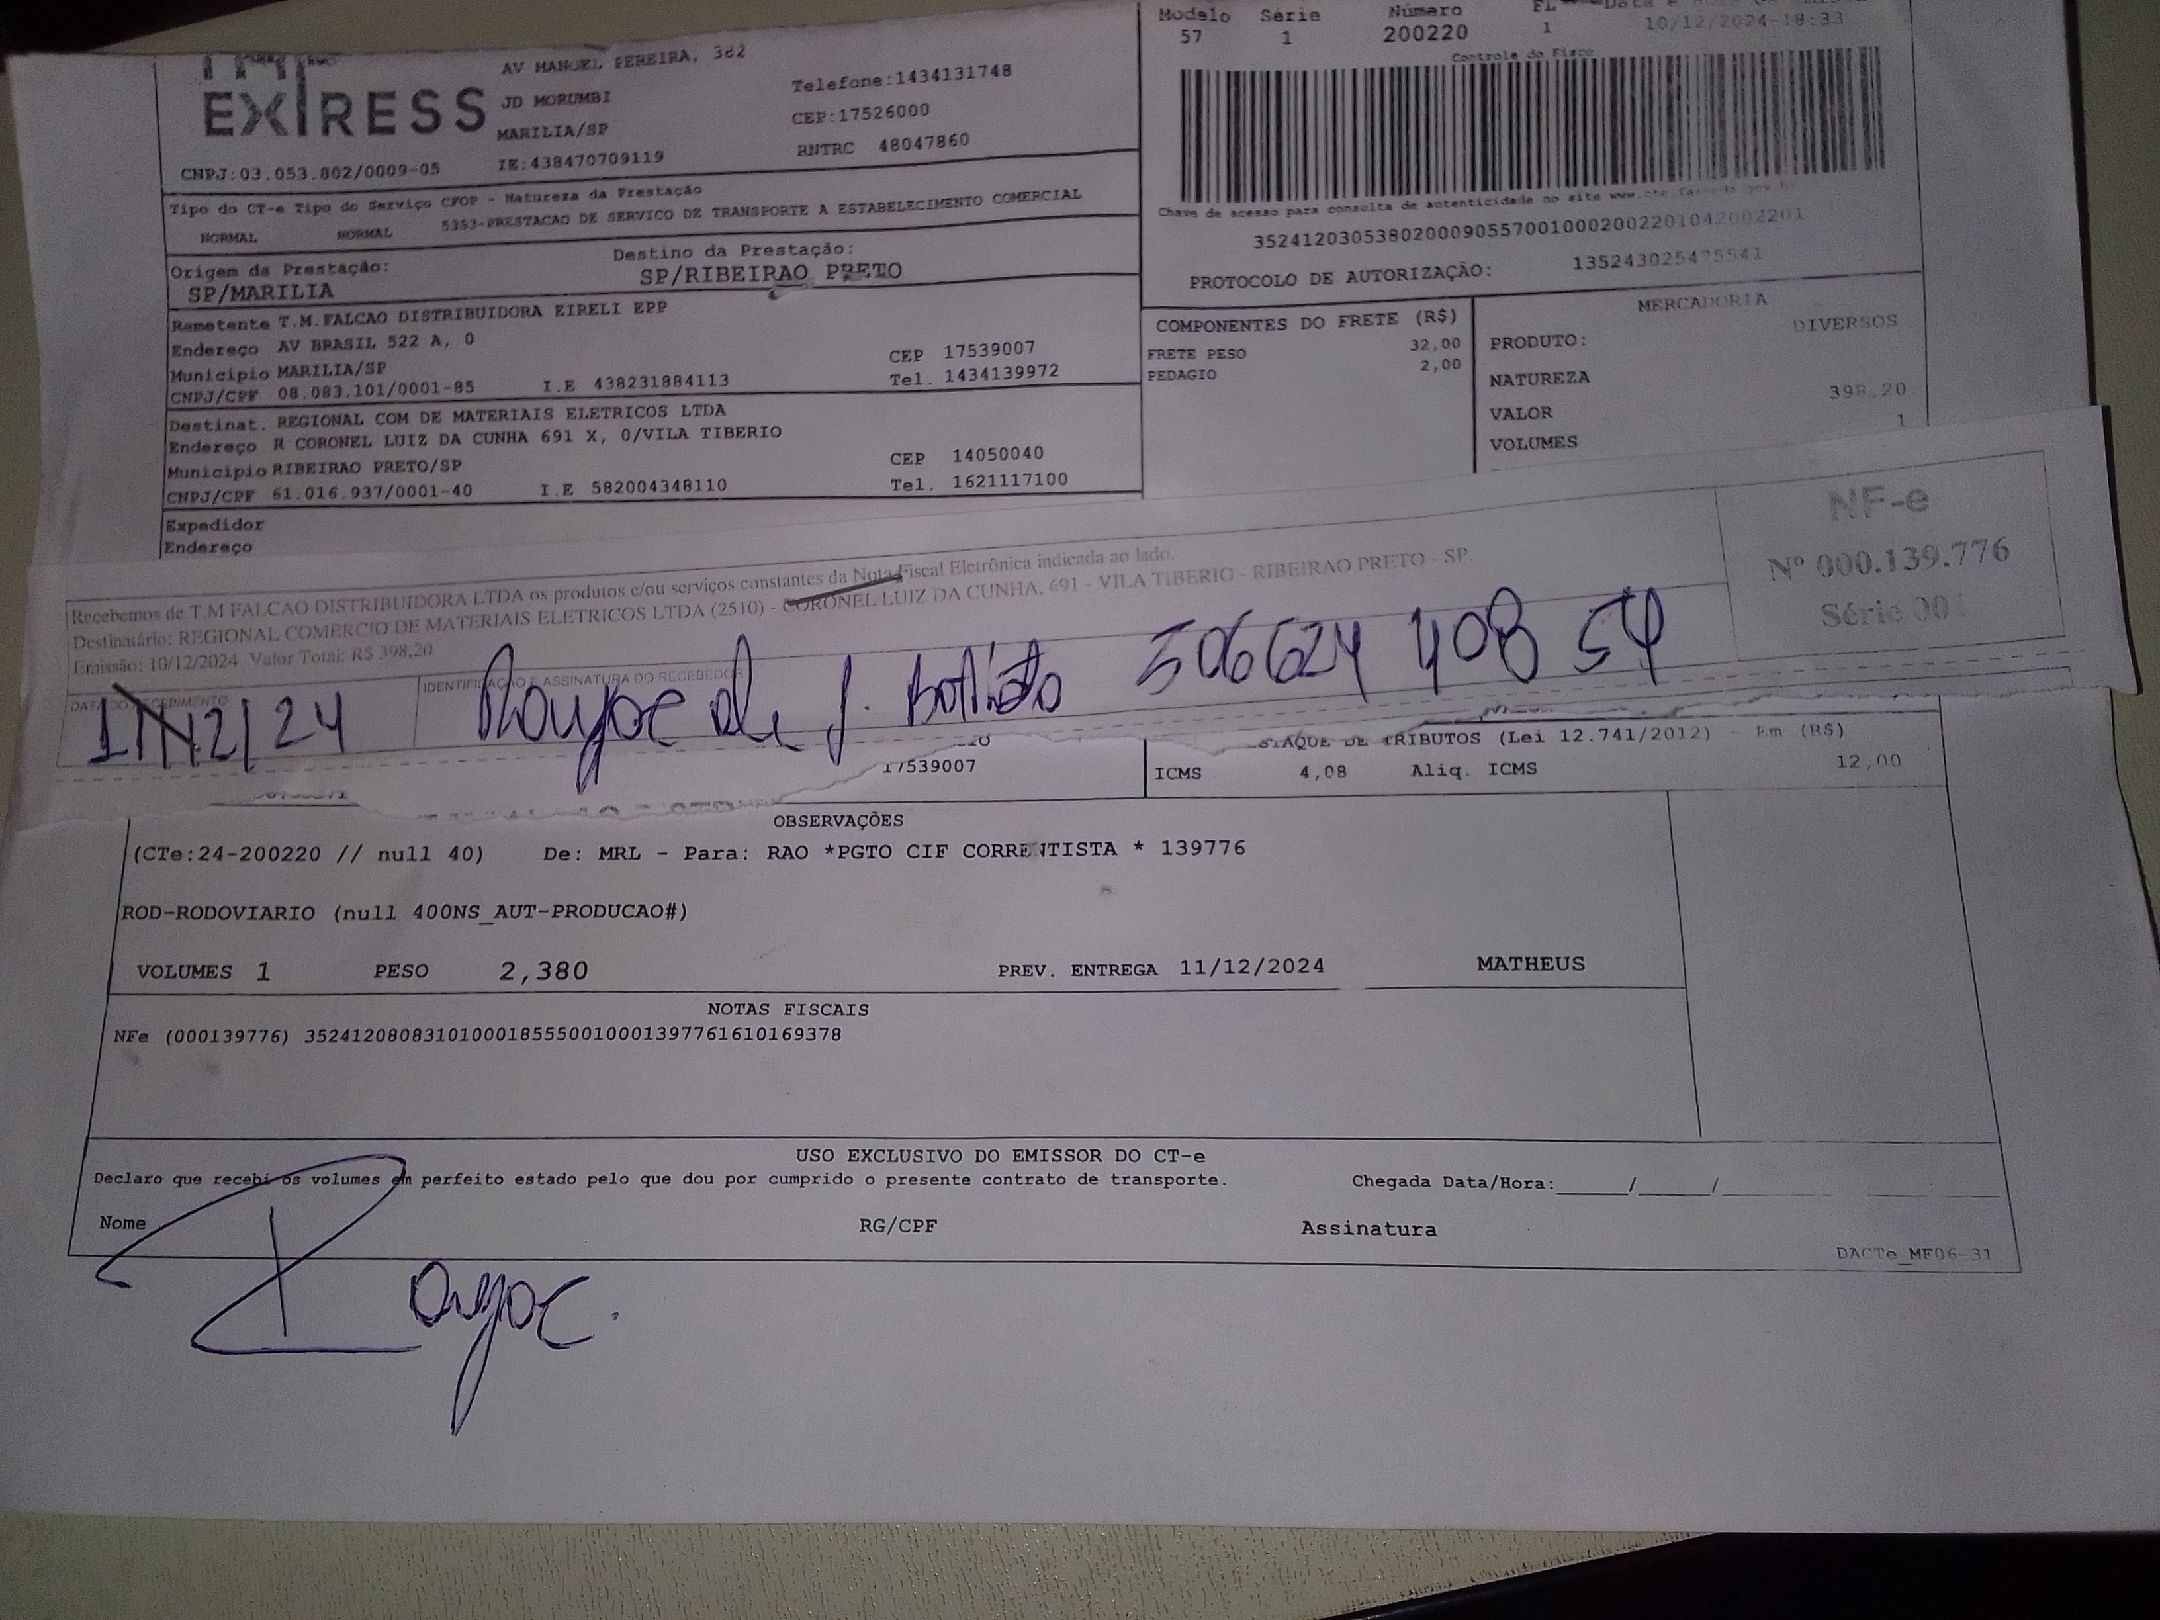 Modelo Série Número FL
57 1 200220 1 10/12/2024-18:33
EXPRESS
AV MANOEL PEREIRA, 382
JD MORUMBI
MARILIA/SP
IE:438470709119
Telefone:1434131748
CEP:17526000
RNTRC 48047860
CNPJ:03.053.802/0009-05
Controle do Fisco
Tipo do CT-e Tipo do Serviço CFOP - Natureza da Prestação
NORMAL NORMAL 5353-PRESTACAO DE SERVICO DE TRANSPORTE A ESTABELECIMENTO COMERCIAL
Chave de acesso para consulta de autenticidade no site
35241203053802000905570010002002201042002201
PROTOCOLO DE AUTORIZAÇÃO: 135243025475541
Origem da Prestação: Destino da Prestação:
SP/MARILIA SP/RIBEIRAO PRETO
Remetente T.M.FALCAO DISTRIBUIDORA EIRELI EPP
Endereço AV BRASIL 522 A, 0
Município MARILIA/SP CEP 17539007
CNPJ/CPF 08.083.101/0001-85 I.E 438231884113 Tel. 1434139972
Destinat. REGIONAL COM DE MATERIAIS ELETRICOS LTDA
Endereço R CORONEL LUIZ DA CUNHA 691 X, 0/VILA TIBERIO
Município RIBEIRAO PRETO/SP CEP 14050040
CNPJ/CPF 61.016.937/0001-40 I.E 582004348110 Tel. 1621117100
Expedidor
Endereço
COMPONENTES DO FRETE (R$)
FRETE PESO 32,00
PEDAGIO 2,00
MERCADORIA
PRODUTO: DIVERSOS
NATUREZA
VALOR 398,20
VOLUMES 1
Recebemos de T.M FALCAO DISTRIBUIDORA LTDA os produtos e/ou serviços constantes da Nota Fiscal Eletrônica indicada ao lado.
Destinatário: REGIONAL COMERCIO DE MATERIAIS ELETRICOS LTDA (2510) - CORONEL LUIZ DA CUNHA, 691 - VILA TIBERIO - RIBEIRAO PRETO - SP.
Emissão: 10/12/2024 Valor Total: R$ 398,20
NF-e
Nº 000.139.776
Série 001
DATA DO RECEBIMENTO IDENTIFICAÇÃO E ASSINATURA DO RECEBEDOR
11/12/24
17539007
DESTAQUE DE TRIBUTOS (Lei 12.741/2012) - Em (R$)
ICMS 4,08 Aliq. ICMS 12,00
OBSERVAÇÕES
(CTe:24-200220 // null 40) De: MRL - Para: RAO *PGTO CIF CORRENTISTA * 139776
ROD-RODOVIARIO (null 400NS_AUT-PRODUCAO#)
VOLUMES 1 PESO 2,380 PREV. ENTREGA 11/12/2024 MATHEUS
NOTAS FISCAIS
NFe (000139776) 35241208083101000185550010001397761610169378
USO EXCLUSIVO DO EMISSOR DO CT-e
Declaro que recebi os volumes em perfeito estado pelo que dou por cumprido o presente contrato de transporte. Chegada Data/Hora:_____/_____/
Nome RG/CPF Assinatura
DACTe_MF06-31